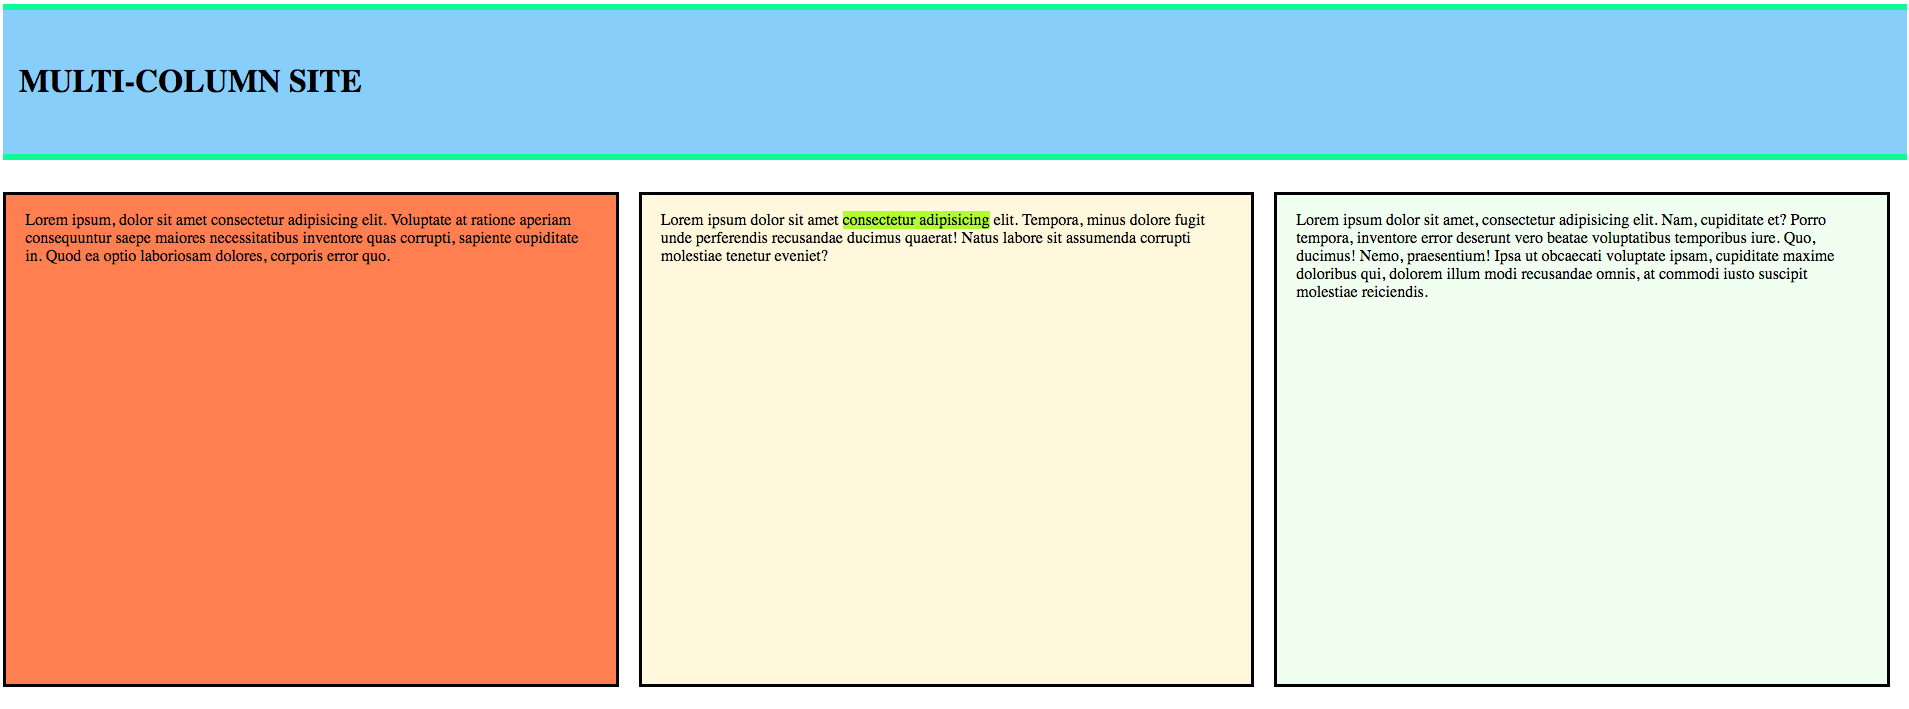 MULTI-COLUMN SITE
Lorem ipsum, dolor sit amet consectetur adipisicing elit. Voluptate at ratione aperiam
consequuntur saepe maiores necessitatibus inventore quas corrupti, sapiente cupiditate
in. Quod ea optio laboriosam dolores, corporis error quo.
Lorem ipsum dolor sit amet consectetur adipisicing elit. Tempora, minus dolore fugit
unde perferendis recusandae ducimus quaerat! Natus labore sit assumenda corrupti
molestiae tenetur eveniet?
Lorem ipsum dolor sit amet, consectetur adipisicing elit. Nam, cupiditate et? Porro
tempora, inventore error deserunt vero beatae voluptatibus temporibus iure. Quo,
ducimus! Nemo, praesentium! Ipsa ut obcaecati voluptate ipsam, cupiditate maxime
doloribus qui, dolorem illum modi recusandae omnis, at commodi iusto suscipit
molestiae reiciendis.